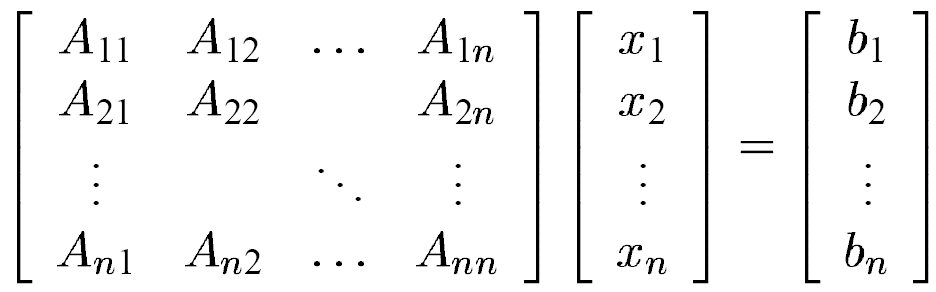 A₁₁ A₁₂ … A₁ₙ x₁ b₁
A₂₁ A₂₂ A₂ₙ x₂ = b₂
⋮ ⋱ ⋮ ⋮ ⋮
Aₙ₁ Aₙ₂ … Aₙₙ xₙ bₙ